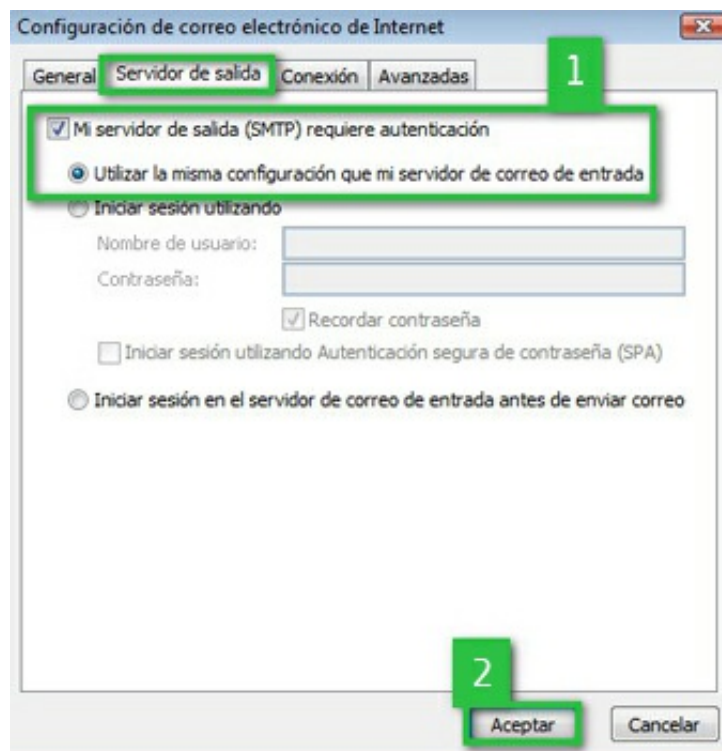 Configuración de correo electrónico de Internet
General Servidor de salida Conexión Avanzadas
1
Mi servidor de salida (SMTP) requiere autenticación
Utilizar la misma configuración que mi servidor de correo de entrada
Iniciar sesión utilizando
Nombre de usuario:
Contraseña:
Recordar contraseña
Iniciar sesión utilizando Autenticación segura de contraseña (SPA)
Iniciar sesión en el servidor de correo de entrada antes de enviar correo
2
Aceptar Cancelar